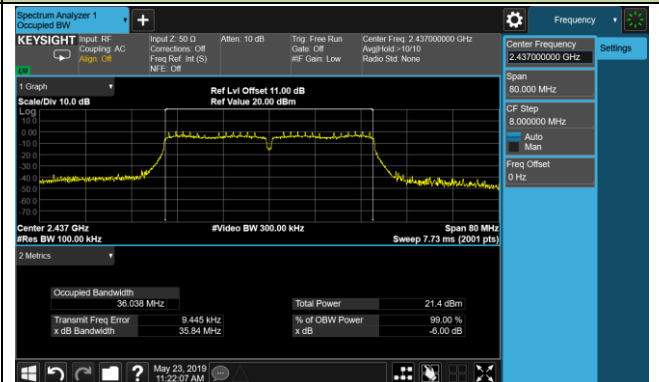 Spectrum Analyzer 1
Occupied BW
Frequency
KEYSIGHT
Input: RF
Coupling: AC
Align: Off
Input Z: 50 Ω
Corrections: Off
Freq Ref: Int (S)
NFE: Off
Atten: 10 dB
Trig: Free Run
Gate: Off
#IF Gain: Low
Center Freq: 2.437000000 GHz
Avg|Hold:>10/10
Radio Std: None
LXI
1 Graph
Scale/Div 10.0 dB
Ref Lvl Offset 11.00 dB
Ref Value 20.00 dBm
Log
10.0
0.00
-10.0
-20.0
-30.0
-40.0
-50.0
-60.0
-70.0
Center 2.437 GHz
#Res BW 100.00 kHz
#Video BW 300.00 kHz
Span 80 MHz
Sweep 7.73 ms (2001 pts)
2 Metrics
Occupied Bandwidth
36.038 MHz
Total Power 21.4 dBm
Transmit Freq Error 9.445 kHz
% of OBW Power 99.00 %
x dB Bandwidth 35.84 MHz
x dB -6.00 dB
May 23, 2019
11:22:07 AM
Center Frequency
2.437000000 GHz
Settings
Span
80.000 MHz
CF Step
8.000000 MHz
Auto
Man
Freq Offset
0 Hz